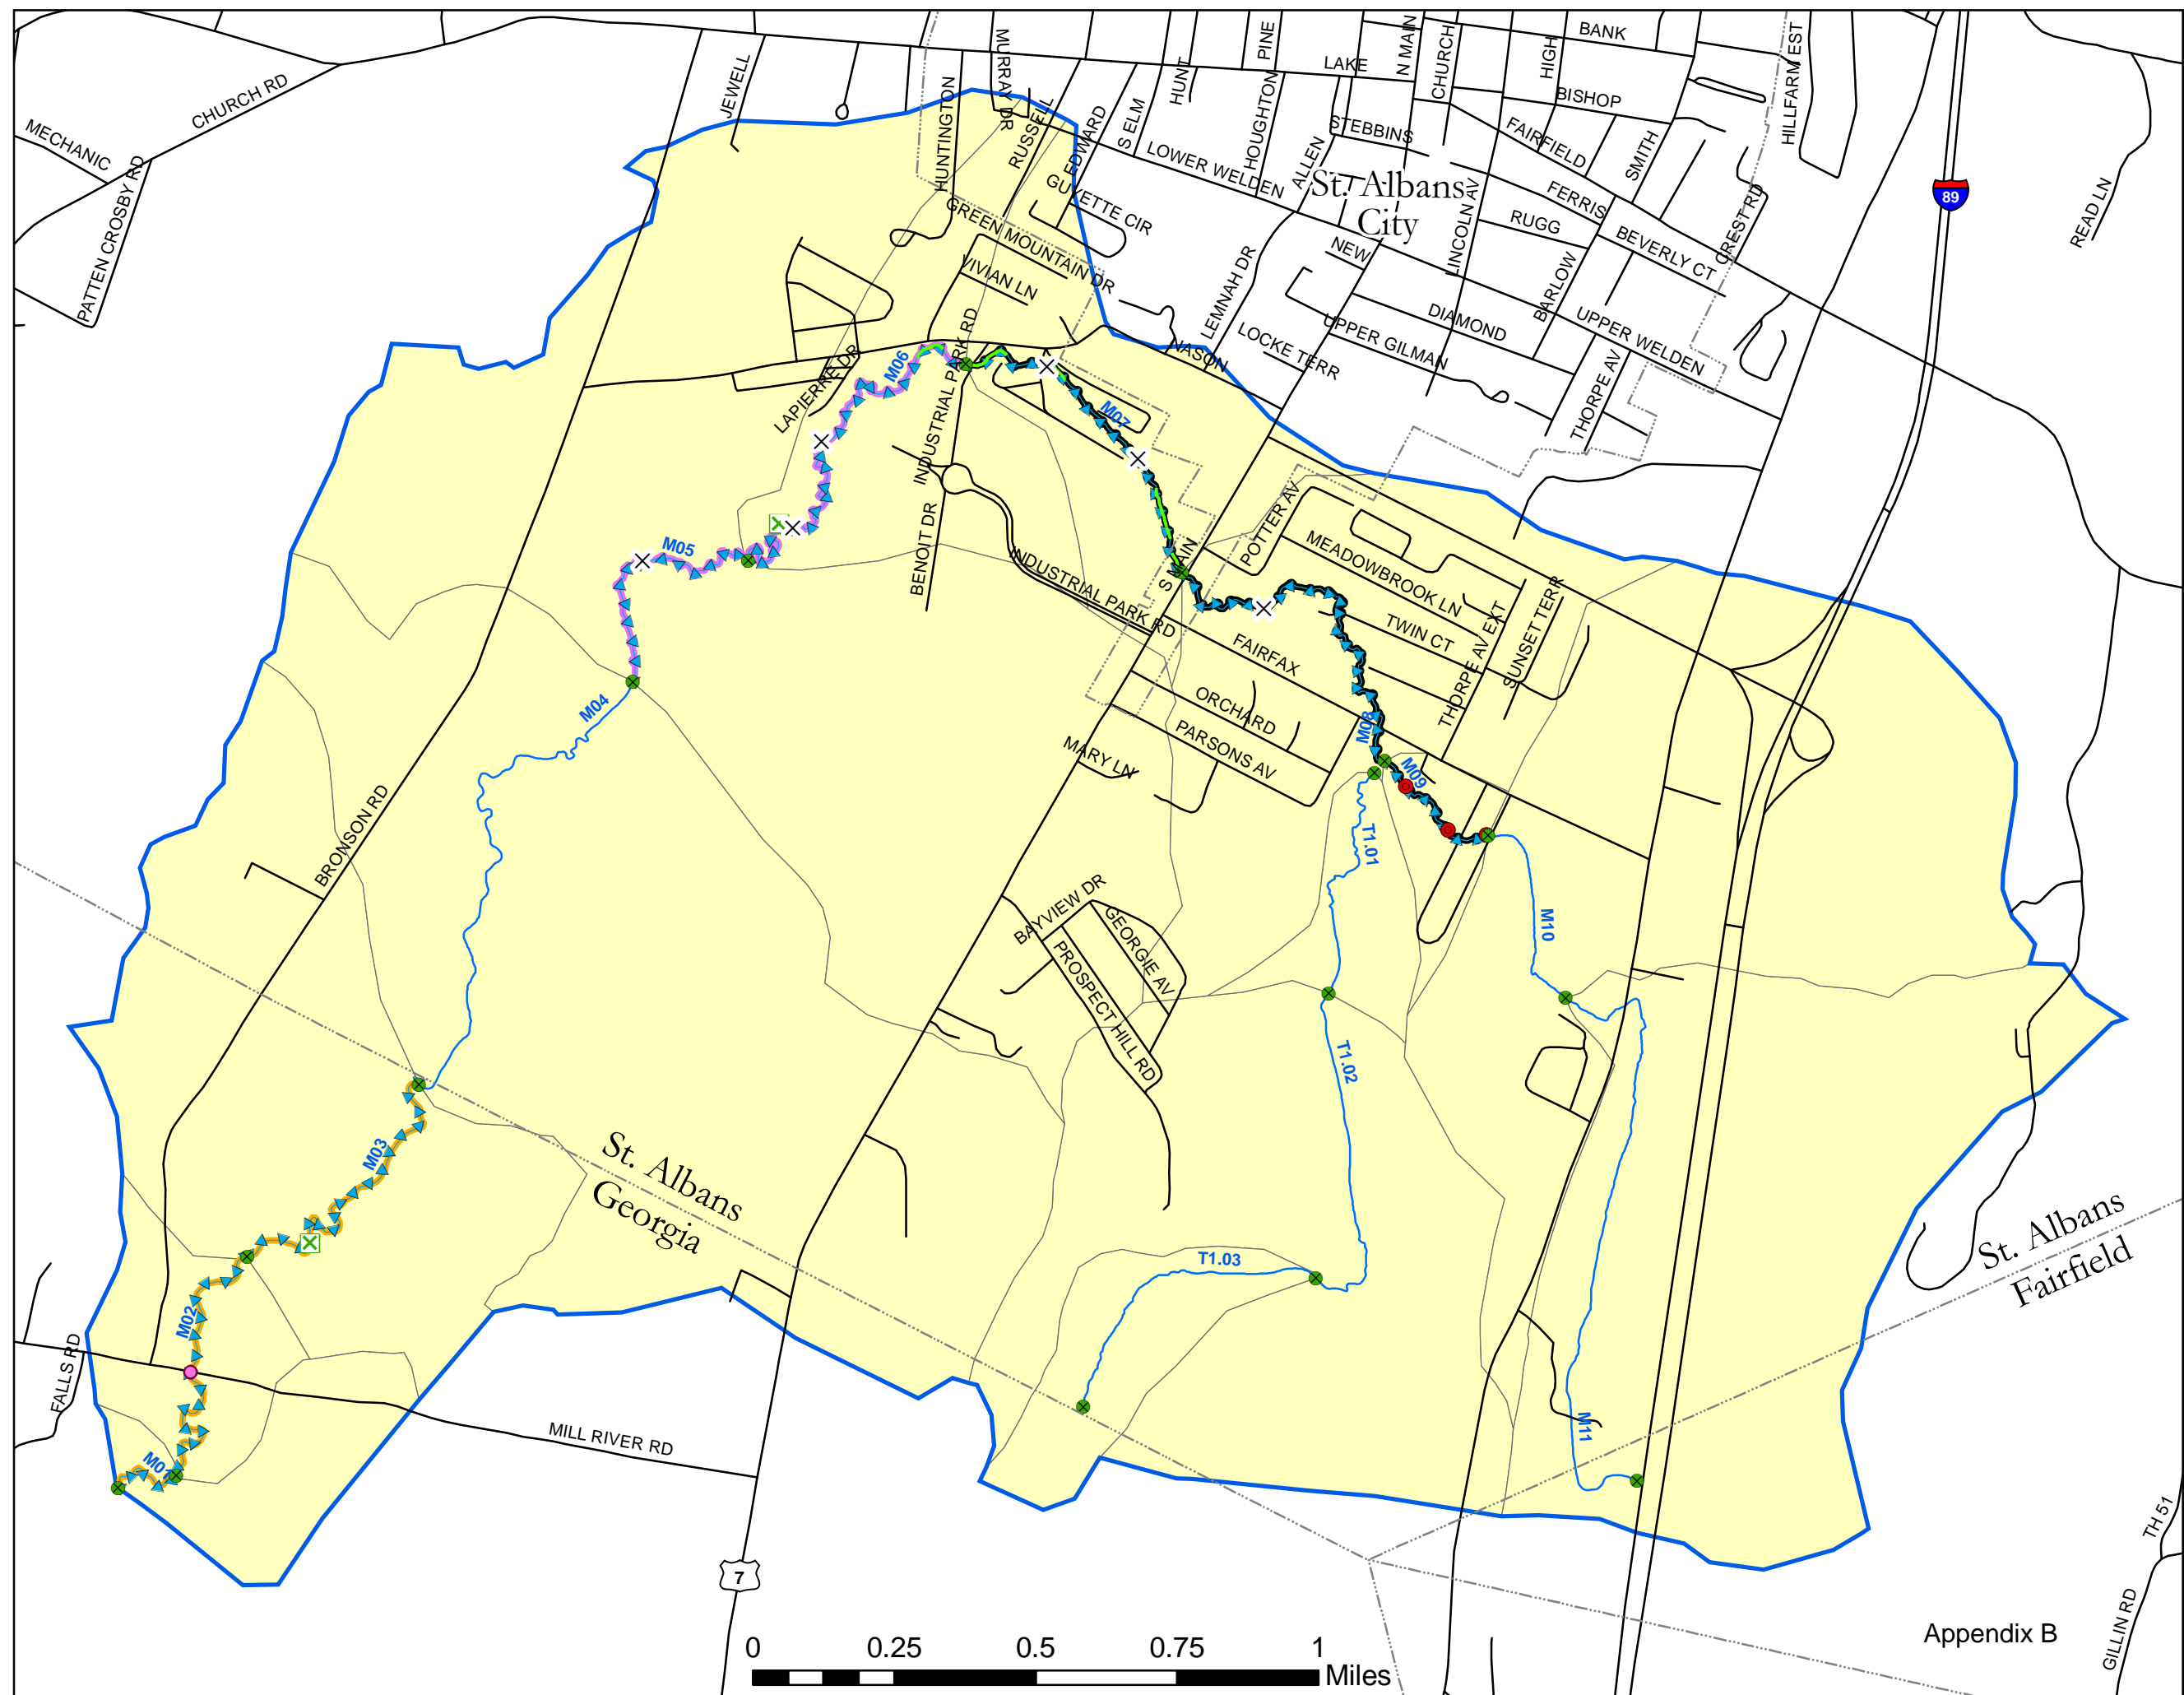 MECHANIC
CHURCH RD
PATTEN CROSBY RD
JEWELL
HUNTINGTON
MURRAY DR
RUSSELL
EDWARD
S ELM
HUNT
PINE
HOUGHTON
LAKE
N MAIN
CHURCH
HIGH
BANK
BISHOP
HILLFARM EST
STEBBINS
FAIRFIELD
SMITH
LOWER WELDEN
ALLEN
St. Albans
City
LINCOLN AV
FERRIS
RUGG
BEVERLY CT
CREST RD
89
READ LN
GUYETTE CIR
GREEN MOUNTAIN DR
VIVIAN LN
NEW
LEMNAH DR
BARLOW
DIAMOND
UPPER WELDEN
LOCKE TERR
UPPER GILMAN
NASON
THORPE AV
LAPIERRE DR
M06
INDUSTRIAL PARK RD
M07
BENOIT DR
POTTER AV
MEADOWBROOK LN
M05
INDUSTRIAL PARK RD
S MAIN
TWIN CT
THORPE AV EXT
SUNSET TERR
FAIRFAX
M04
ORCHARD
PARSONS AV
MARY LN
M08
M09
BRONSON RD
T1.01
BAYVIEW DR
GEORGIE AV
PROSPECT HILL RD
M10
T1.02
M03
St. Albans
Georgia
T1.03
St. Albans
Fairfield
M02
FALLS RD
MILL RIVER RD
M01
M11
TH 51
7
GILLIN RD
Appendix B
0 0.25 0.5 0.75 1
Miles